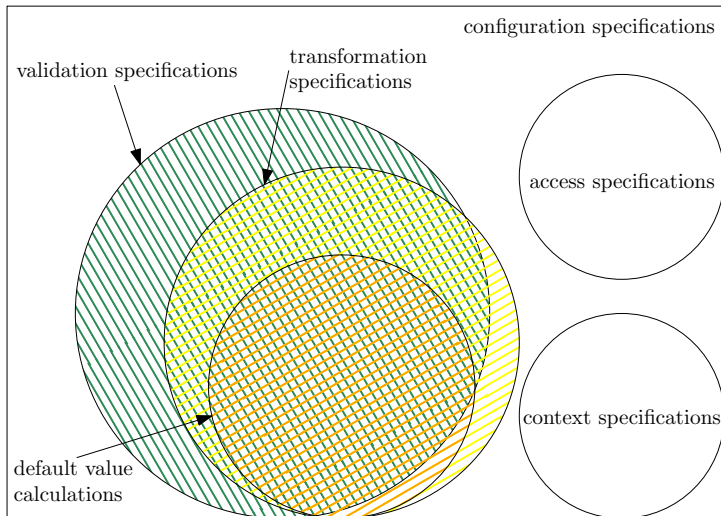 configuration specifications
transformation
specifications
validation specifications
access specifications
context specifications
default value
calculations